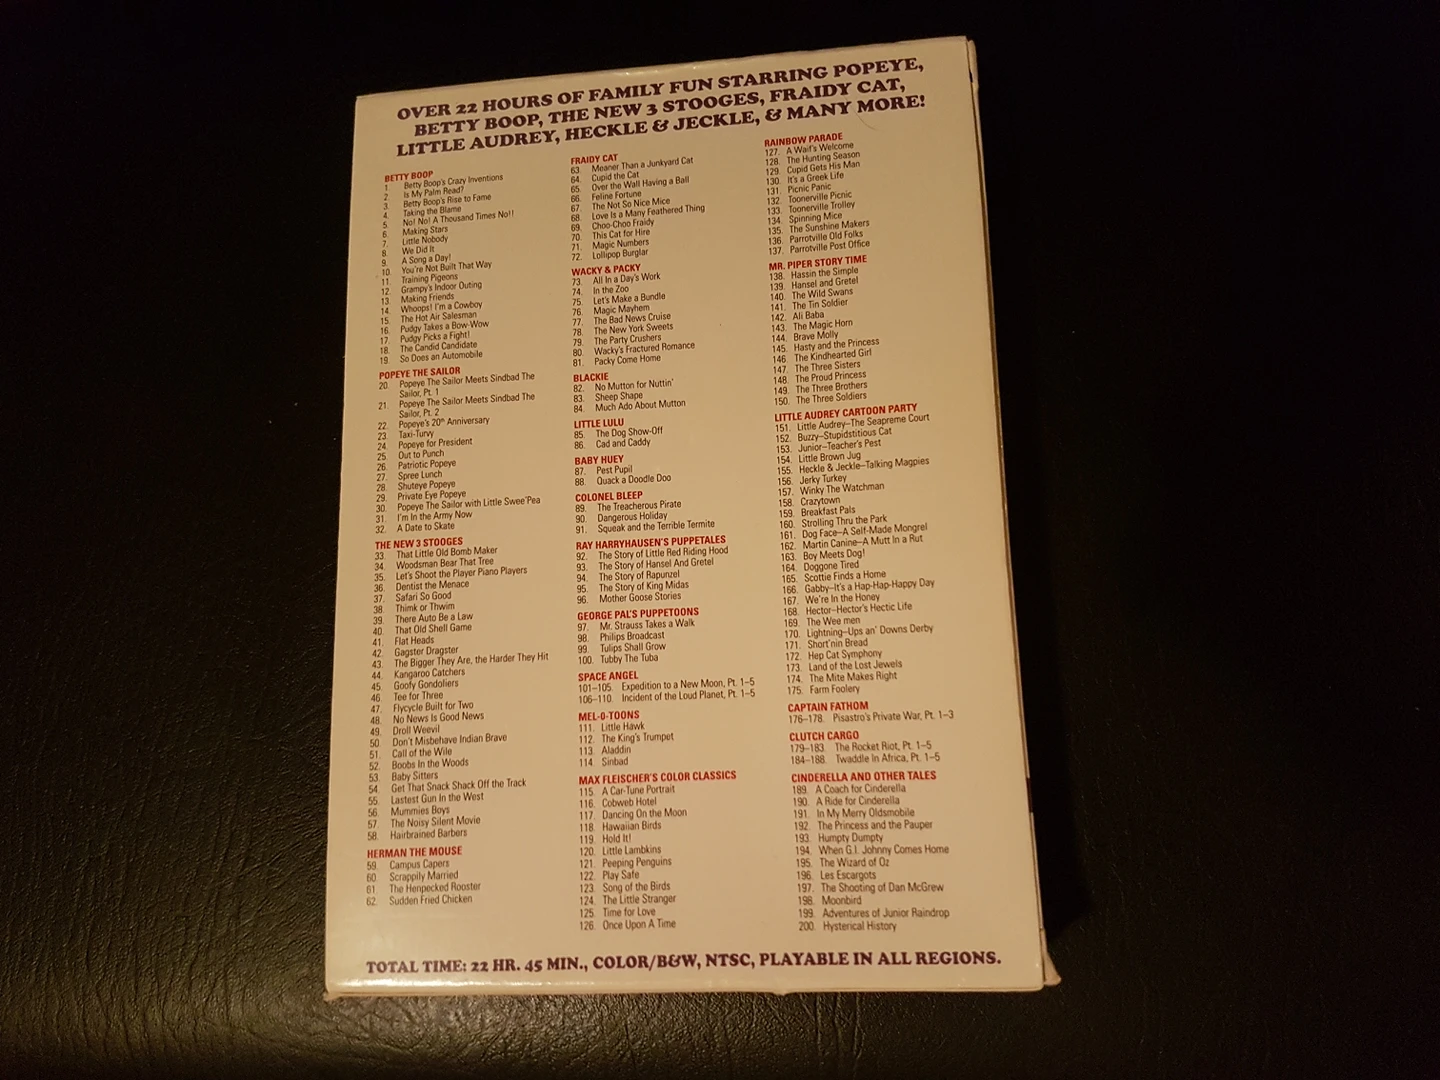 OVER 22 HOURS OF FAMILY FUN STARRING POPEYE,
BETTY BOOP, THE NEW 3 STOOGES, FRAIDY CAT,
LITTLE AUDREY, HECKLE & JECKLE, & MANY MORE!
BETTY BOOP
1. Betty Boop's Crazy Inventions
2. Is My Palm Read?
3. Betty Boop's Rise to Fame
4. Taking the Blame
5. No! No! A Thousand Times No!!
6. Making Stars
7. Little Nobody
8. We Did It
9. A Song a Day!
10. You're Not Built That Way
11. Training Pigeons
12. Grampy's Indoor Outing
13. Making Friends
14. Whoops! I'm a Cowboy
15. The Hot Air Salesman
16. Pudgy Takes a Bow-Wow
17. Pudgy Picks a Fight!
18. The Candid Candidate
19. So Does an Automobile
POPEYE THE SAILOR
20. Popeye The Sailor Meets Sindbad The
Sailor, Pt. 1
21. Popeye The Sailor Meets Sindbad The
Sailor, Pt. 2
22. Popeye's 20th Anniversary
23. Taxi-Turvy
24. Popeye for President
25. Out to Punch
26. Patriotic Popeye
27. Spree Lunch
28. Shuteye Popeye
29. Private Eye Popeye
30. Popeye The Sailor with Little Swee'Pea
31. I'm In the Army Now
32. A Date to Skate
THE NEW 3 STOOGES
33. That Little Old Bomb Maker
34. Woodsman Bear That Tree
35. Let's Shoot the Player Piano Players
36. Dentist the Menace
37. Safari So Good
38. Thimk or Thwim
39. There Auto Be a Law
40. That Old Shell Game
41. Flat Heads
42. Gagster Dragster
43. The Bigger They Are, the Harder They Hit
44. Kangaroo Catchers
45. Goofy Gondoliers
46. Tee for Three
47. Flycycle Built for Two
48. No News Is Good News
49. Droll Weevil
50. Don't Misbehave Indian Brave
51. Call of the Wile
52. Boobs In the Woods
53. Baby Sitters
54. Get That Snack Shack Off the Track
55. Lastest Gun In the West
56. Mummies Boys
57. The Noisy Silent Movie
58. Hairbrained Barbers
HERMAN THE MOUSE
59. Campus Capers
60. Scrappily Married
61. The Henpecked Rooster
62. Sudden Fried Chicken
FRAIDY CAT
63. Meaner Than a Junkyard Cat
64. Cupid the Cat
65. Over the Wall Having a Ball
66. Feline Fortune
67. The Not So Nice Mice
68. Love Is a Many Feathered Thing
69. Choo-Choo Fraidy
70. This Cat for Hire
71. Magic Numbers
72. Lollipop Burglar
WACKY & PACKY
73. All In a Day's Work
74. In the Zoo
75. Let's Make a Bundle
76. Magic Mayhem
77. The Bad News Cruise
78. The New York Sweets
79. The Party Crushers
80. Wacky's Fractured Romance
81. Packy Come Home
BLACKIE
82. No Mutton for Nuttin'
83. Sheep Shape
84. Much Ado About Mutton
LITTLE LULU
85. The Dog Show-Off
86. Cad and Caddy
BABY HUEY
87. Pest Pupil
88. Quack a Doodle Doo
COLONEL BLEEP
89. The Treacherous Pirate
90. Dangerous Holiday
91. Squeak and the Terrible Termite
RAY HARRYHAUSEN'S PUPPETALES
92. The Story of Little Red Riding Hood
93. The Story of Hansel And Gretel
94. The Story of Rapunzel
95. The Story of King Midas
96. Mother Goose Stories
GEORGE PAL'S PUPPETOONS
97. Mr. Strauss Takes a Walk
98. Philips Broadcast
99. Tulips Shall Grow
100. Tubby The Tuba
SPACE ANGEL
101–105. Expedition to a New Moon, Pt. 1–5
106–110. Incident of the Loud Planet, Pt. 1–5
MEL-O-TOONS
111. Little Hawk
112. The King's Trumpet
113. Aladdin
114. Sinbad
MAX FLEISCHER'S COLOR CLASSICS
115. A Car-Tune Portrait
116. Cobweb Hotel
117. Dancing On the Moon
118. Hawaiian Birds
119. Hold It!
120. Little Lambkins
121. Peeping Penguins
122. Play Safe
123. Song of the Birds
124. The Little Stranger
125. Time for Love
126. Once Upon A Time
RAINBOW PARADE
127. A Waif's Welcome
128. The Hunting Season
129. Cupid Gets His Man
130. It's a Greek Life
131. Picnic Panic
132. Toonerville Picnic
133. Toonerville Trolley
134. Spinning Mice
135. The Sunshine Makers
136. Parrotville Old Folks
137. Parrotville Post Office
MR. PIPER STORY TIME
138. Hassin the Simple
139. Hansel and Gretel
140. The Wild Swans
141. The Tin Soldier
142. Ali Baba
143. The Magic Horn
144. Brave Molly
145. Hasty and the Princess
146. The Kindhearted Girl
147. The Three Sisters
148. The Proud Princess
149. The Three Brothers
150. The Three Soldiers
LITTLE AUDREY CARTOON PARTY
151. Little Audrey–The Seapreme Court
152. Buzzy–Stupidstitious Cat
153. Junior–Teacher's Pest
154. Little Brown Jug
155. Heckle & Jeckle–Talking Magpies
156. Jerky Turkey
157. Winky The Watchman
158. Crazytown
159. Breakfast Pals
160. Strolling Thru the Park
161. Dog Face–A Self-Made Mongrel
162. Martin Canine–A Mutt In a Rut
163. Boy Meets Dog!
164. Doggone Tired
165. Scottie Finds a Home
166. Gabby–It's a Hap-Hap-Happy Day
167. We're In the Honey
168. Hector–Hector's Hectic Life
169. The Wee men
170. Lightning–Ups an' Downs Derby
171. Short'nin Bread
172. Hep Cat Symphony
173. Land of the Lost Jewels
174. The Mite Makes Right
175. Farm Foolery
CAPTAIN FATHOM
176–178. Pisastro's Private War, Pt. 1–3
CLUTCH CARGO
179–183. The Rocket Riot, Pt. 1–5
184–188. Twaddle In Africa, Pt. 1–5
CINDERELLA AND OTHER TALES
189. A Coach for Cinderella
190. A Ride for Cinderella
191. In My Merry Oldsmobile
192. The Princess and the Pauper
193. Humpty Dumpty
194. When G.I. Johnny Comes Home
195. The Wizard of Oz
196. Les Escargots
197. The Shooting of Dan McGrew
198. Moonbird
199. Adventures of Junior Raindrop
200. Hysterical History
TOTAL TIME: 22 HR. 45 MIN., COLOR/B&W, NTSC, PLAYABLE IN ALL REGIONS.